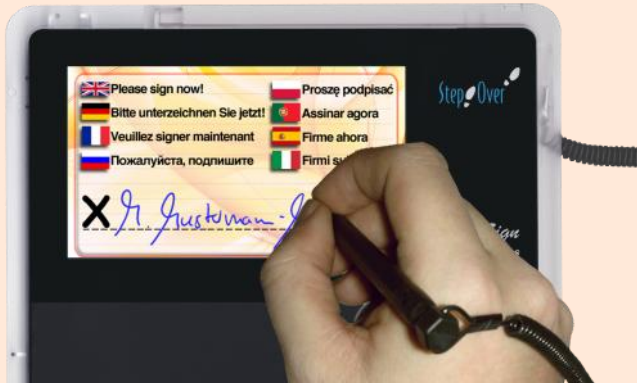 Please sign now!
Bitte unterzeichnen Sie jetzt!
Veuillez signer maintenant
Пожалуйста, подпишите
Proszę podpisać
Assinar agora
Firme ahora
Firmi
X
StepOver